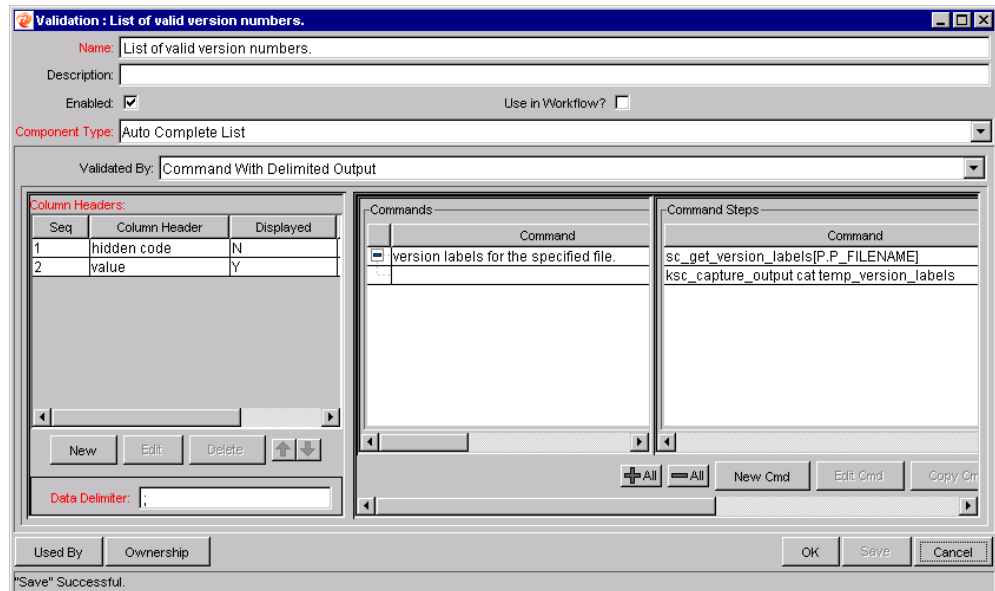 Validation : List of valid version numbers.
Name: List of valid version numbers.
Description:
Enabled: Use in Workflow?
Component Type: Auto Complete List
Validated By: Command With Delimited Output
Column Headers:
Seq Column Header Displayed
1 hidden code N
2 value Y
Commands
Command
version labels for the specified file.
Command Steps
Command
sc_get_version_labels[P.P_FILENAME]
ksc_capture_output cat temp_version_labels
New Edit Delete
Data Delimiter: ;
All All New Cmd Edit Cmd Copy Cm
Used By Ownership OK Save Cancel
"Save" Successful.